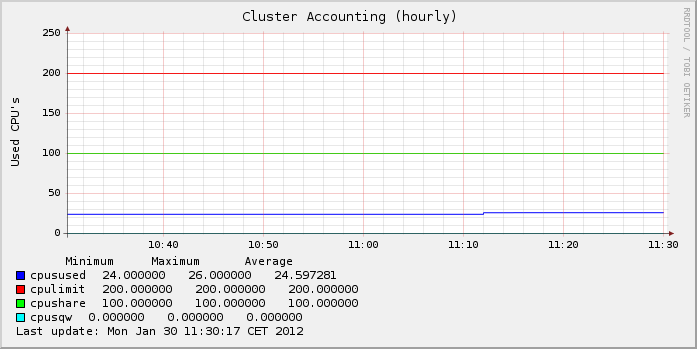 Cluster Accounting (hourly)
RRDTOOL / TOBI OETIKER
Used CPU's
250
200
150
100
50
0
10:40 10:50 11:00 11:10 11:20 11:30
Minimum Maximum Average
cpusused 24.000000 26.000000 24.597281
cpulimit 200.000000 200.000000 200.000000
cpushare 100.000000 100.000000 100.000000
cpusqw 0.000000 0.000000 0.000000
Last update: Mon Jan 30 11:30:17 CET 2012